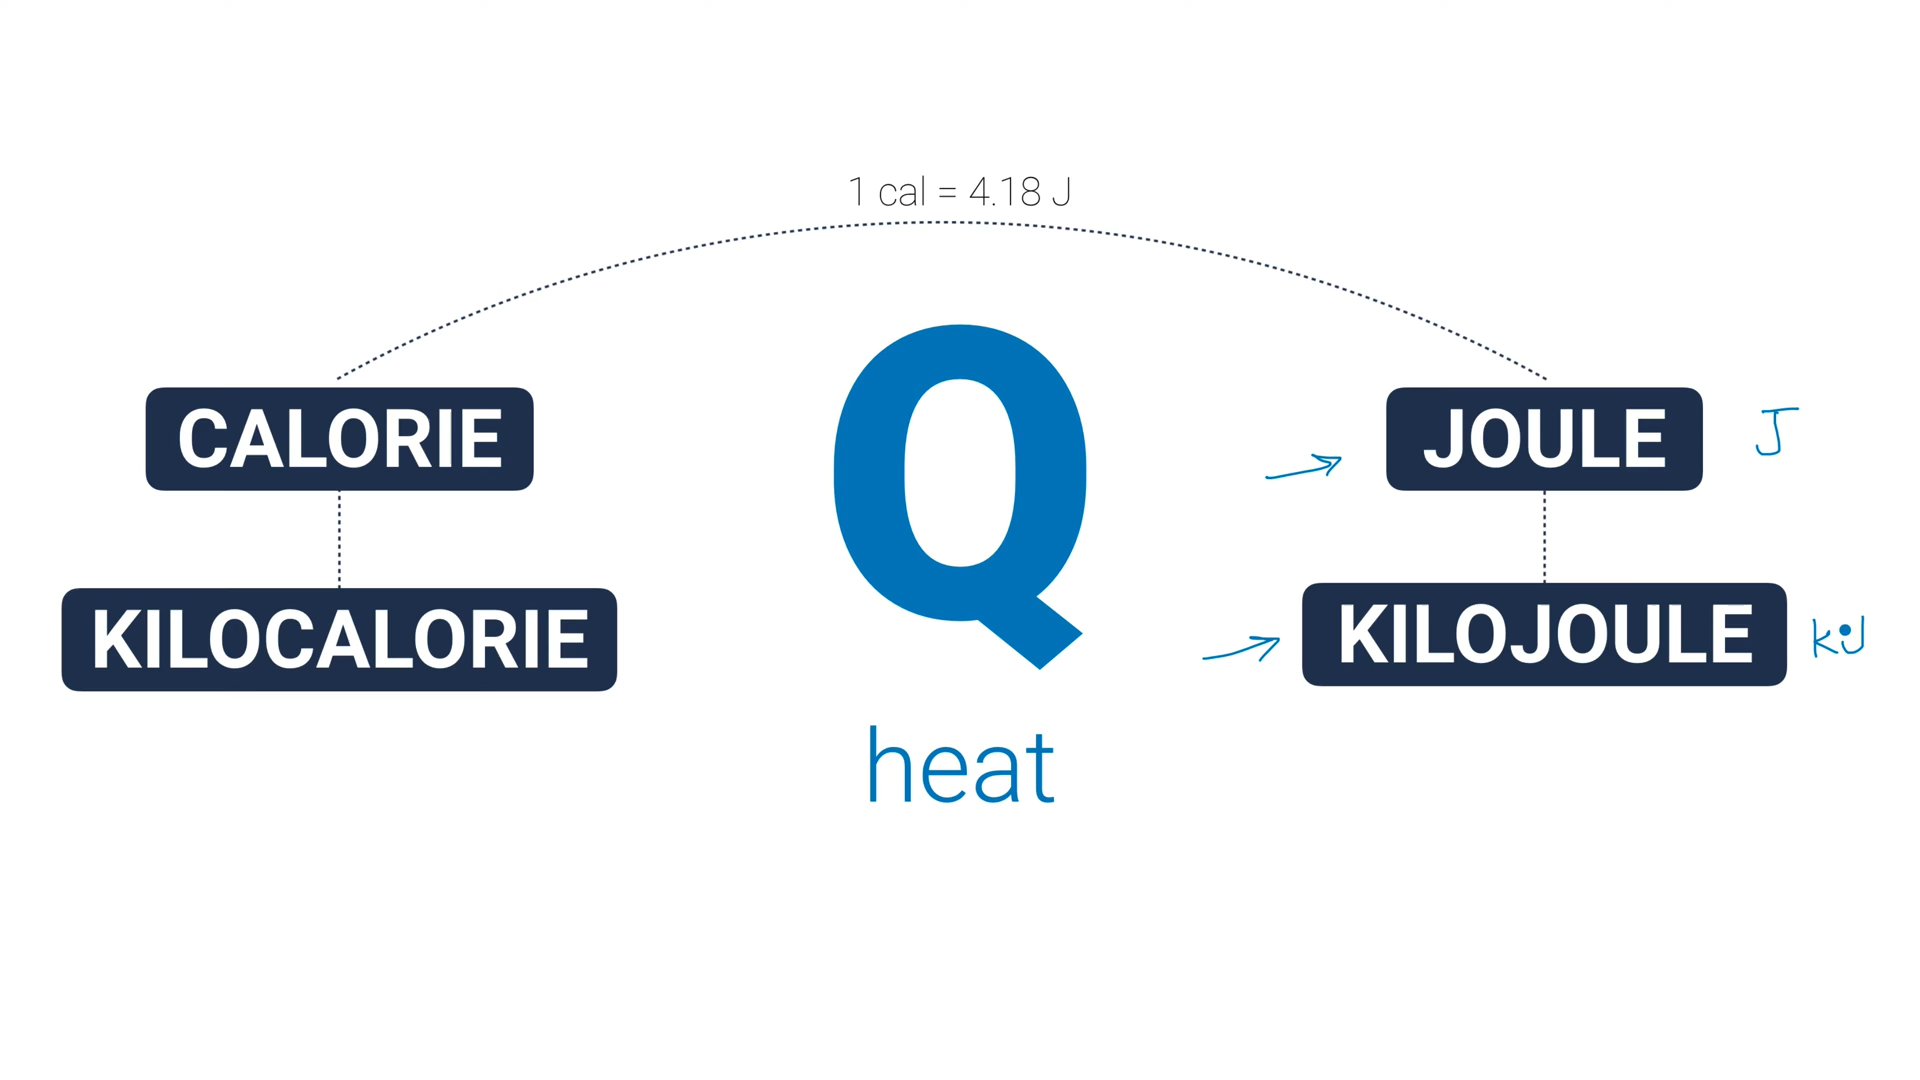 1 cal = 4.18 J
CALORIE
Q
JOULE
J
KILOCALORIE
KILOJOULE
kJ
heat